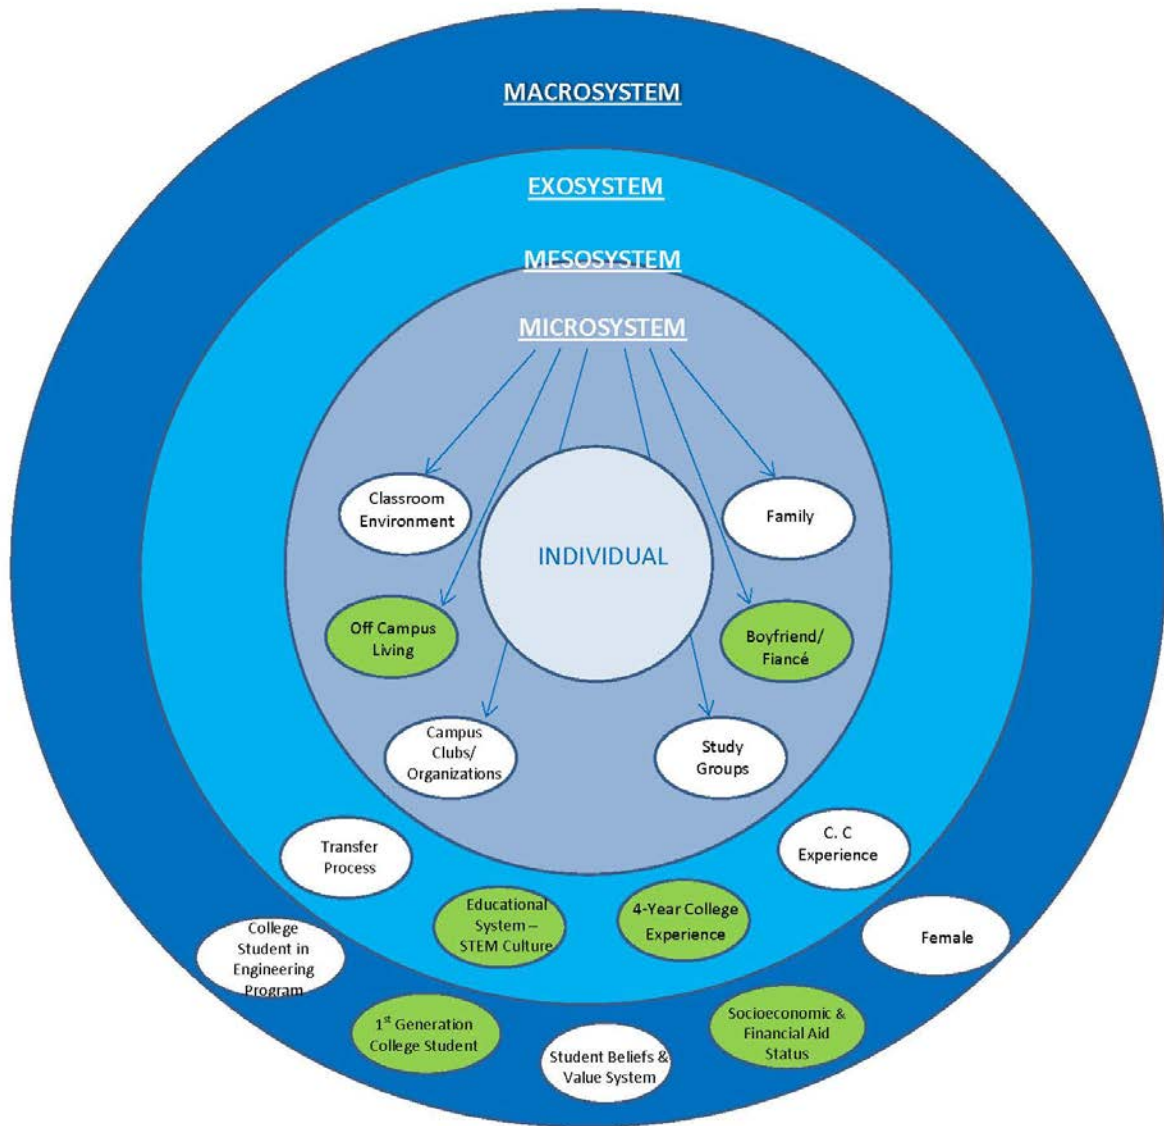 MACROSYSTEM
EXOSYSTEM
MESOSYSTEM
MICROSYSTEM
Classroom
Environment
Family
INDIVIDUAL
Off Campus
Living
Boyfriend/
Fiancé
Campus
Clubs/
Organizations
Study
Groups
Transfer
Process
C. C
Experience
Educational
System –
STEM Culture
4-Year College
Experience
College
Student in
Engineering
Program
Female
1st Generation
College Student
Socioeconomic &
Financial Aid
Status
Student Beliefs &
Value System